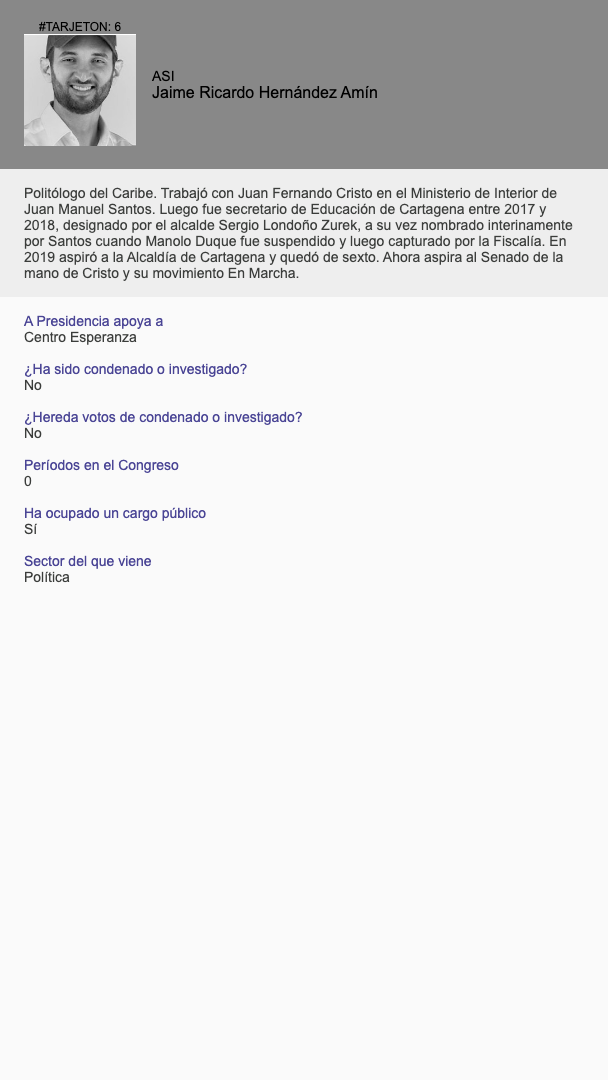 #TARJETON: 6
ASI
Jaime Ricardo Hernández Amín
Politólogo del Caribe. Trabajó con Juan Fernando Cristo en el Ministerio de Interior de
Juan Manuel Santos. Luego fue secretario de Educación de Cartagena entre 2017 y
2018, designado por el alcalde Sergio Londoño Zurek, a su vez nombrado interinamente
por Santos cuando Manolo Duque fue suspendido y luego capturado por la Fiscalía. En
2019 aspiró a la Alcaldía de Cartagena y quedó de sexto. Ahora aspira al Senado de la
mano de Cristo y su movimiento En Marcha.
A Presidencia apoya a
Centro Esperanza
¿Ha sido condenado o investigado?
No
¿Hereda votos de condenado o investigado?
No
Períodos en el Congreso
0
Ha ocupado un cargo público
Sí
Sector del que viene
Política